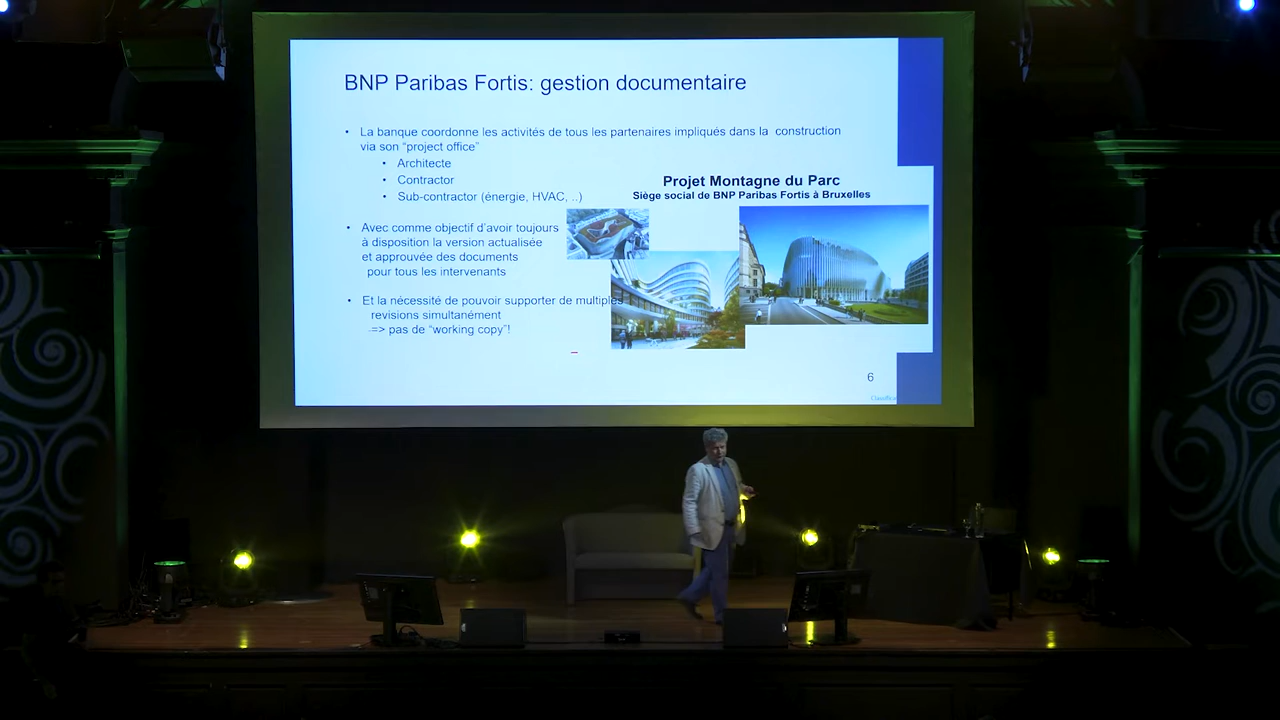 BNP Paribas Fortis: gestion documentaire
• La banque coordonne les activités de tous les partenaires impliqués dans la construction
via son "project office"
• Architecte
• Contractor
• Sub-contractor (énergie, HVAC, ..)
Projet Montagne du Parc
Siège social de BNP Paribas Fortis à Bruxelles
• Avec comme objectif d'avoir toujours
à disposition la version actualisée
et approuvée des documents
pour tous les intervenants
• Et la nécessité de pouvoir supporter de multiples
revisions simultanément
=> pas de "working copy"!
6